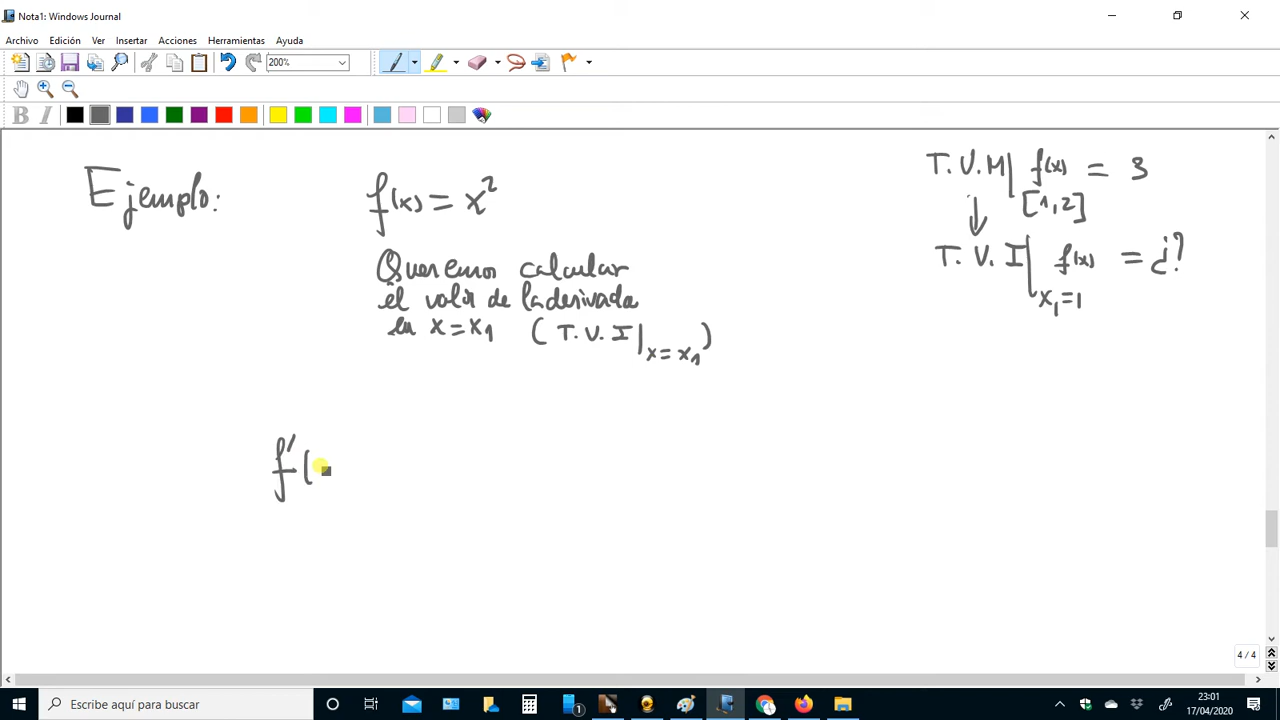 Nota1: Windows Journal
Archivo Edición Ver Insertar Acciones Herramientas Ayuda
200%
B I
Ejemplo: f(x) = x²
Queremos calcular
el valor de la derivada
en x = x₁ ( T. V. I|x = x₁ )
T. V. M| f(x) = 3
[1,2]
↓
T. V. I| f(x) = ¿?
x₁=1
f'(
4 / 4
Escribe aquí para buscar
1
23:01
17/04/2020